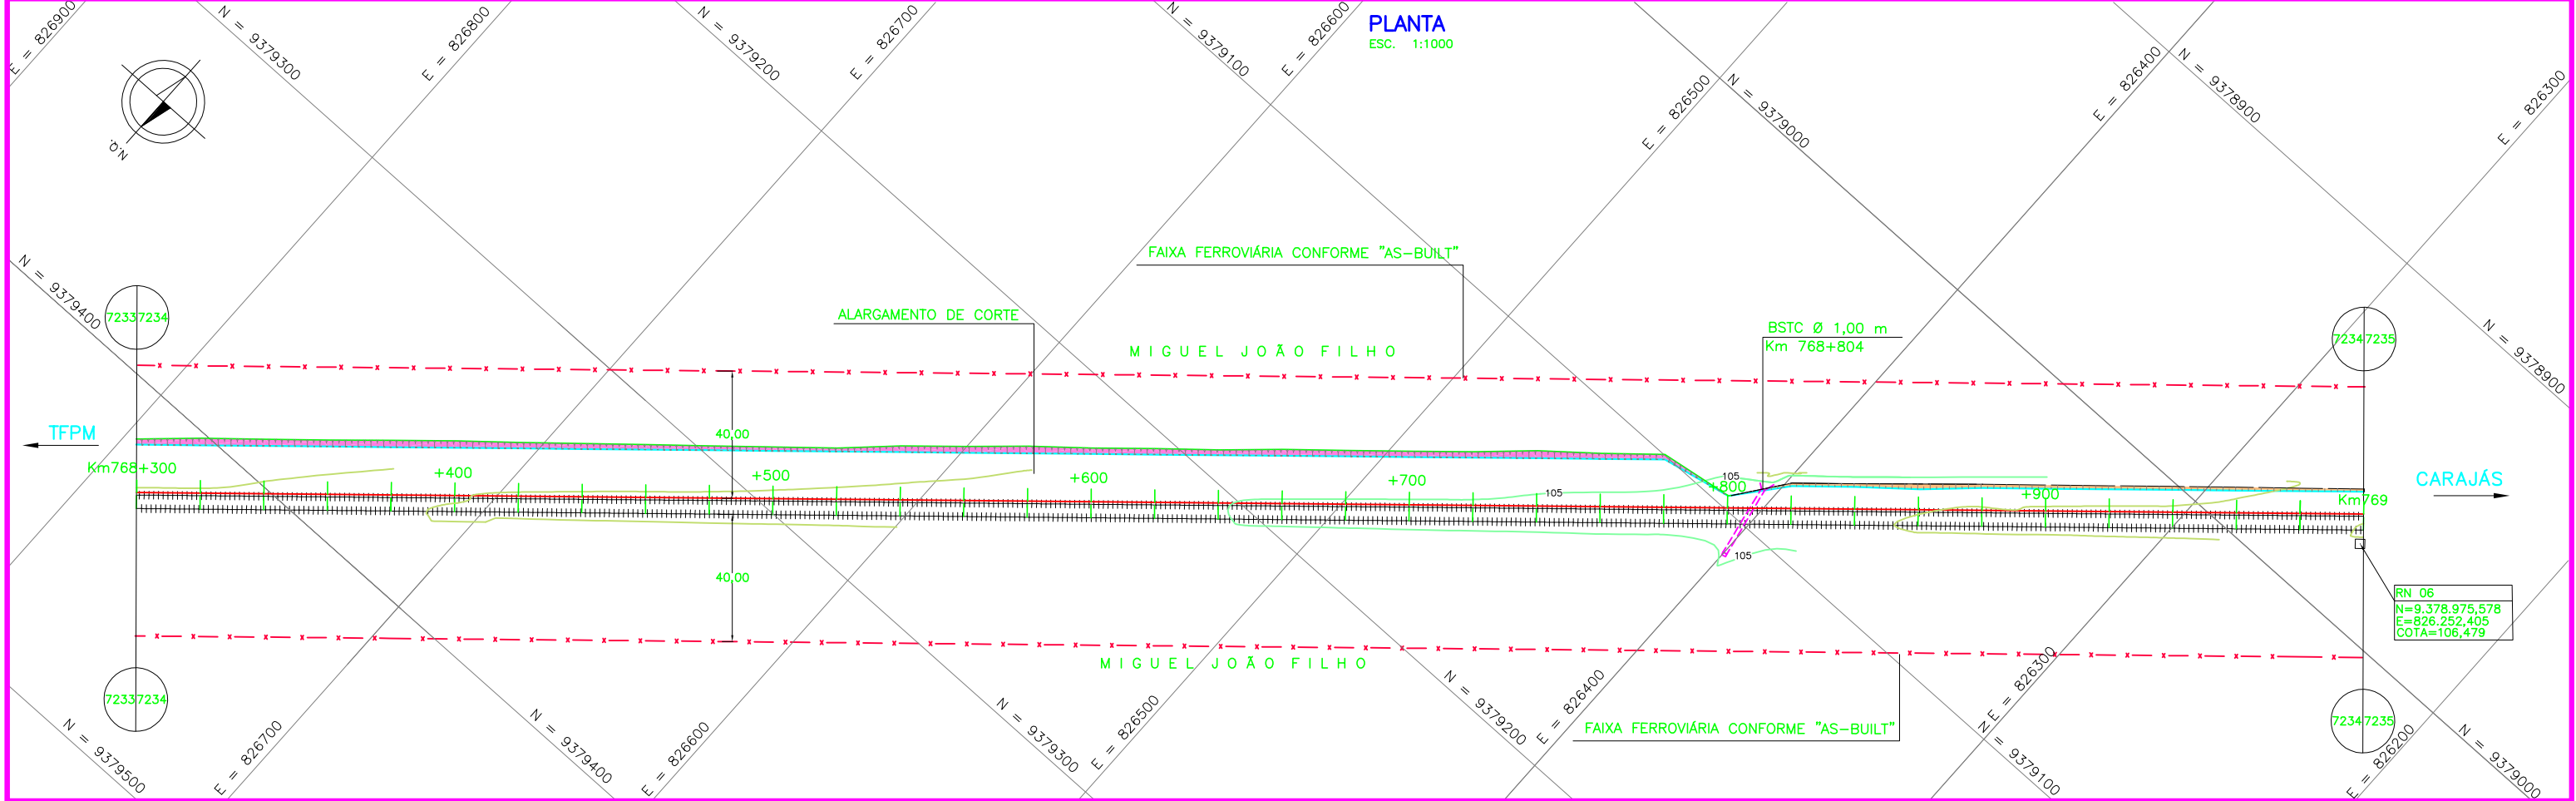 PLANTA
ESC. 1:1000
E = 826900
N = 9379300
E = 826800
N = 9379200
E = 826700
N = 9379100
E = 826600
E = 826500
N = 9379000
E = 826400
N = 9378900
E = 826300
N.Q.
N = 9379400
FAIXA FERROVIÁRIA CONFORME "AS-BUILT"
ALARGAMENTO DE CORTE
MIGUEL JOÃO FILHO
BSTC Ø 1,00 m
Km 768+804
7233 7234
7234 7235
N = 9378900
TFPM
40,00
Km768+300
+400
+500
+600
+700
+800
+900
Km769
CARAJÁS
105
105
105
40,00
RN 06
N=9.378.975,578
E=826.252,405
COTA=106,479
MIGUEL JOÃO FILHO
FAIXA FERROVIÁRIA CONFORME "AS-BUILT"
7233 7234
7234 7235
N = 9379500
E = 826700
N = 9379400
E = 826600
N = 9379300
E = 826500
N = 9379200
E = 826400
N
E = 826300
N = 9379100
E = 826200
N = 9379000